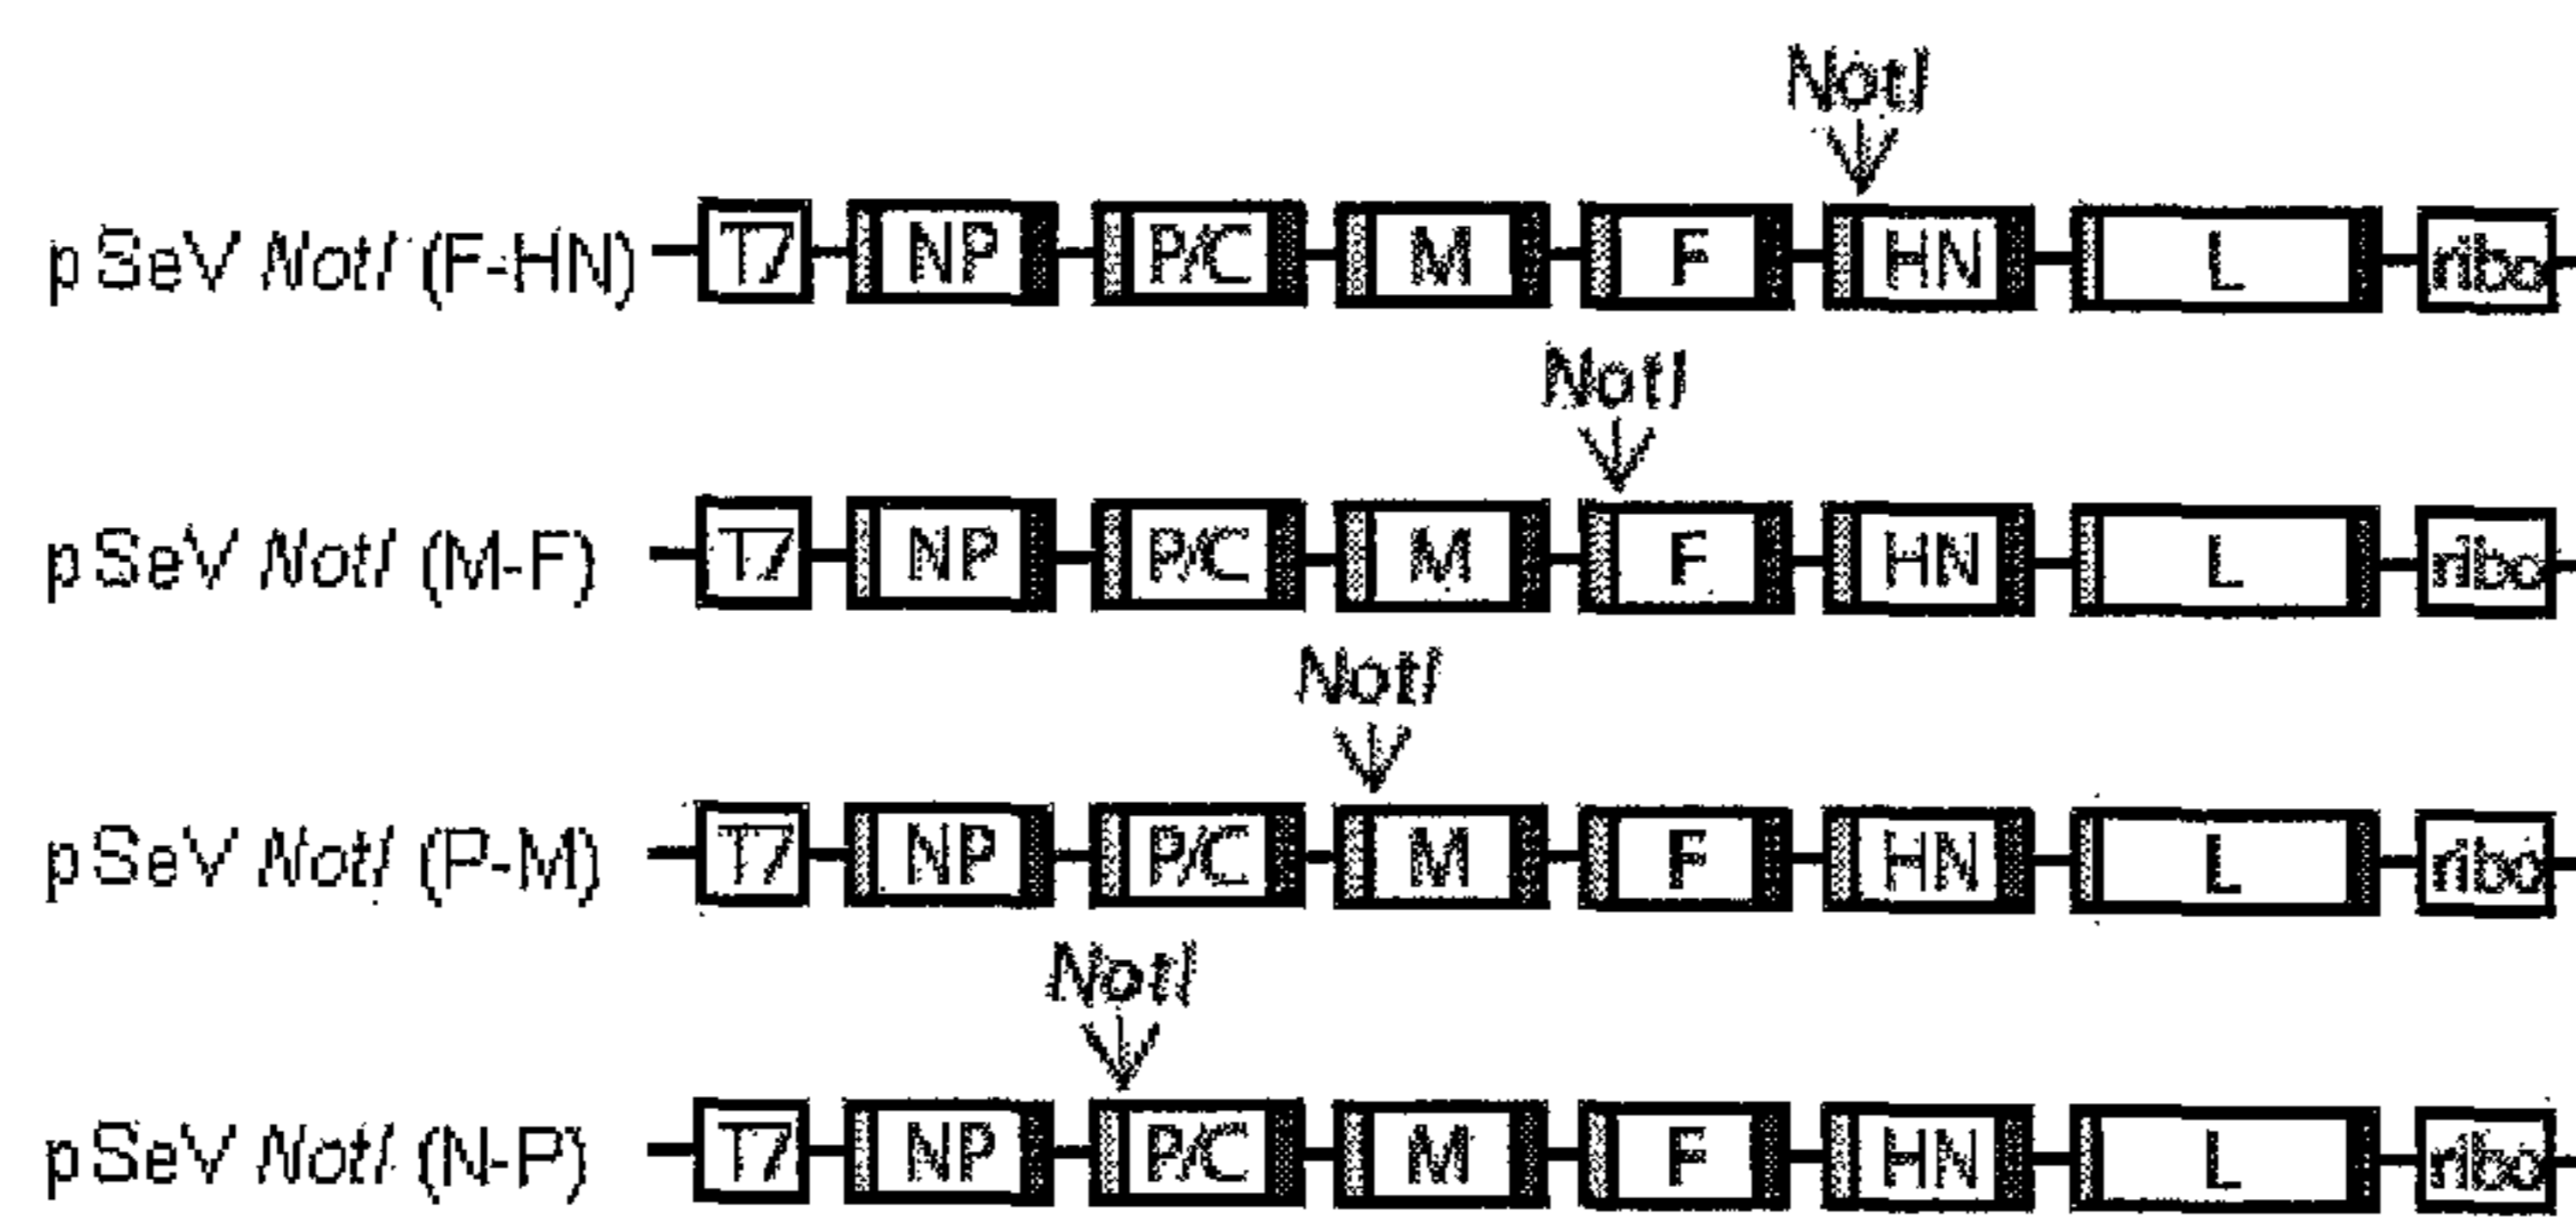 NotI
pSeV NotI (F-HN) T7 NP P/C M F HN L ribo
NotI
pSeV NotI (M-F) T7 NP P/C M F HN L ribo
NotI
pSeV NotI (P-M) T7 NP P/C M F HN L ribo
NotI
pSeV NotI (N-P) T7 NP P/C M F HN L ribo